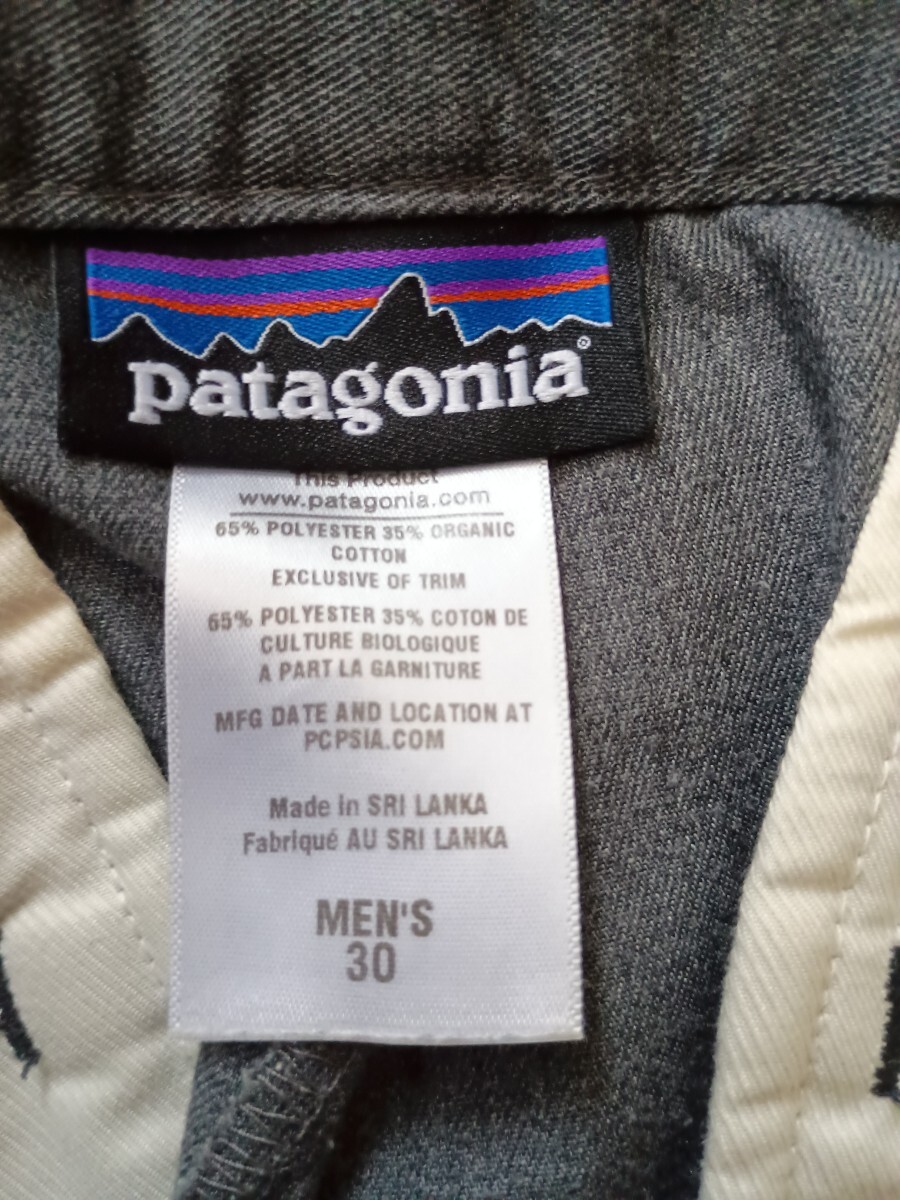 patagonia®
This Product
www.patagonia.com
65% POLYESTER 35% ORGANIC
COTTON
EXCLUSIVE OF TRIM
65% POLYESTER 35% COTON DE
CULTURE BIOLOGIQUE
A PART LA GARNITURE
MFG DATE AND LOCATION AT
PCPSIA.COM
Made in SRI LANKA
Fabriqué AU SRI LANKA
MEN'S
30